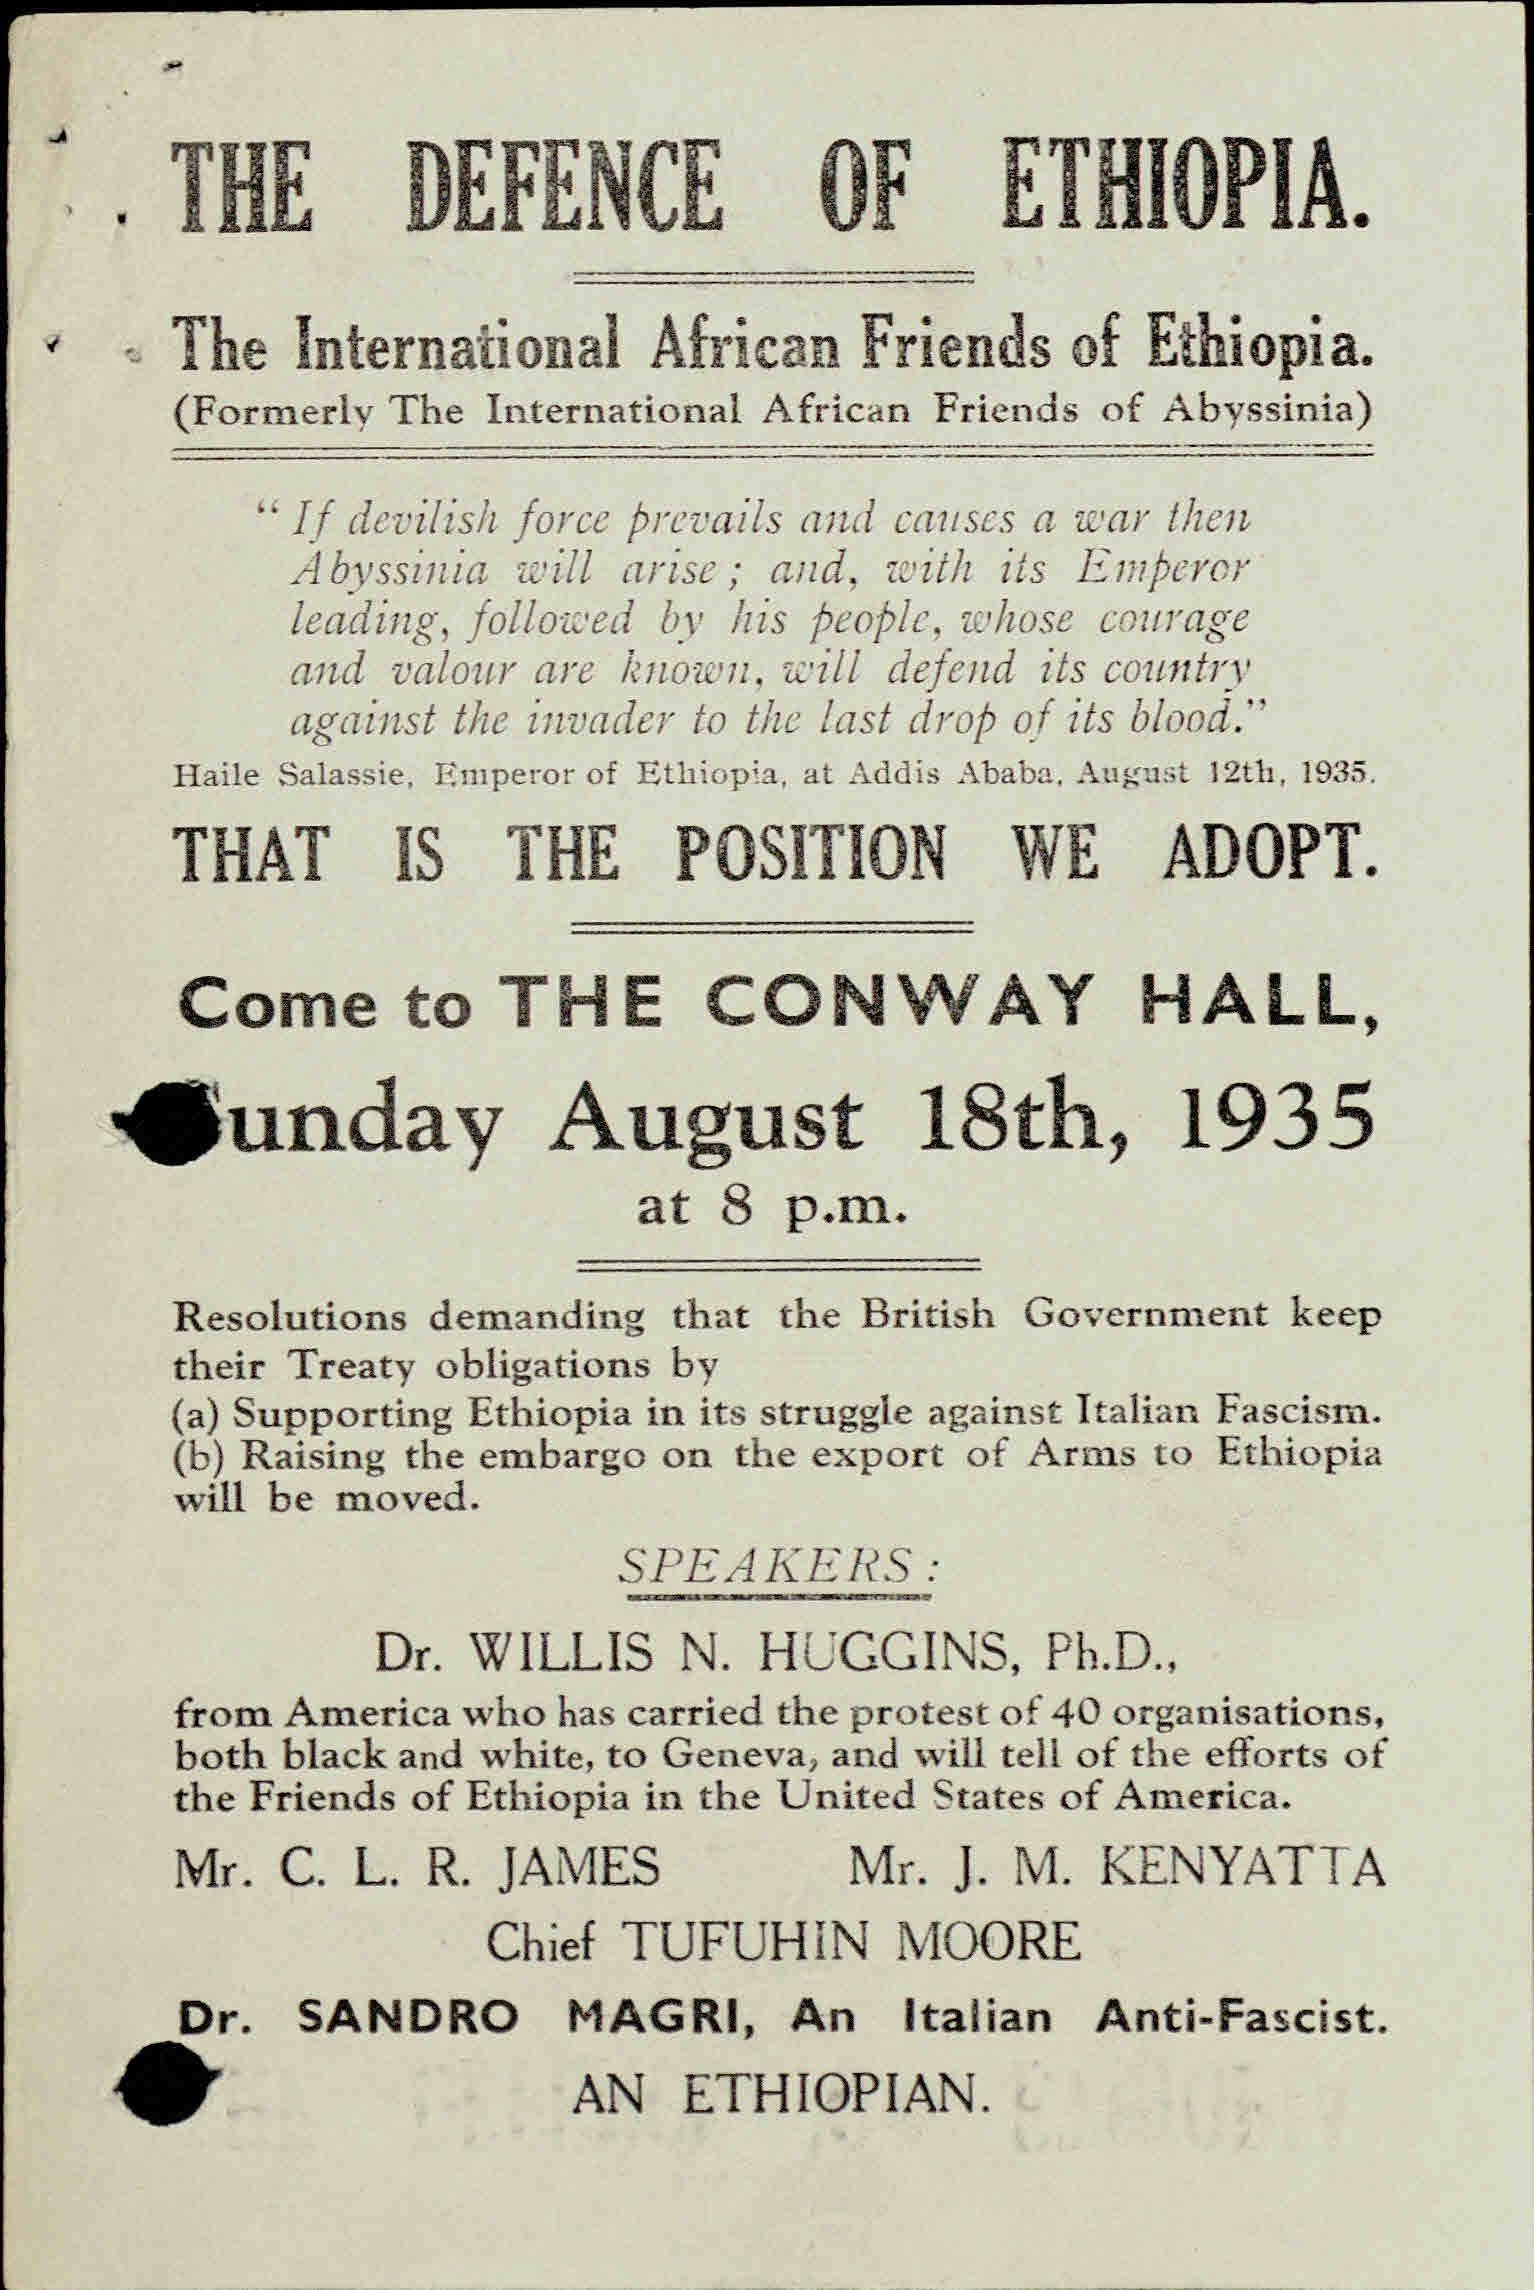 THE DEFENCE OF ETHIOPIA.
The International African Friends of Ethiopia.
(Formerly The International African Friends of Abyssinia)
“ If devilish force prevails and causes a war then
Abyssinia will arise ; and, with its Emperor
leading, followed by his people, whose courage
and valour are known, will defend its country
against the invader to the last drop of its blood.”
Haile Salassie, Emperor of Ethiopia, at Addis Ababa, August 12th, 1935.
THAT IS THE POSITION WE ADOPT.
Come to THE CONWAY HALL,
Sunday August 18th, 1935
at 8 p.m.
Resolutions demanding that the British Government keep
their Treaty obligations by
(a) Supporting Ethiopia in its struggle against Italian Fascism.
(b) Raising the embargo on the export of Arms to Ethiopia
will be moved.
SPEAKERS :
Dr. WILLIS N. HUGGINS, Ph.D.,
from America who has carried the protest of 40 organisations,
both black and white, to Geneva, and will tell of the efforts of
the Friends of Ethiopia in the United States of America.
Mr. C. L. R. JAMES Mr. J. M. KENYATTA
Chief TUFUHIN MOORE
Dr. SANDRO MAGRI, An Italian Anti-Fascist.
AN ETHIOPIAN.